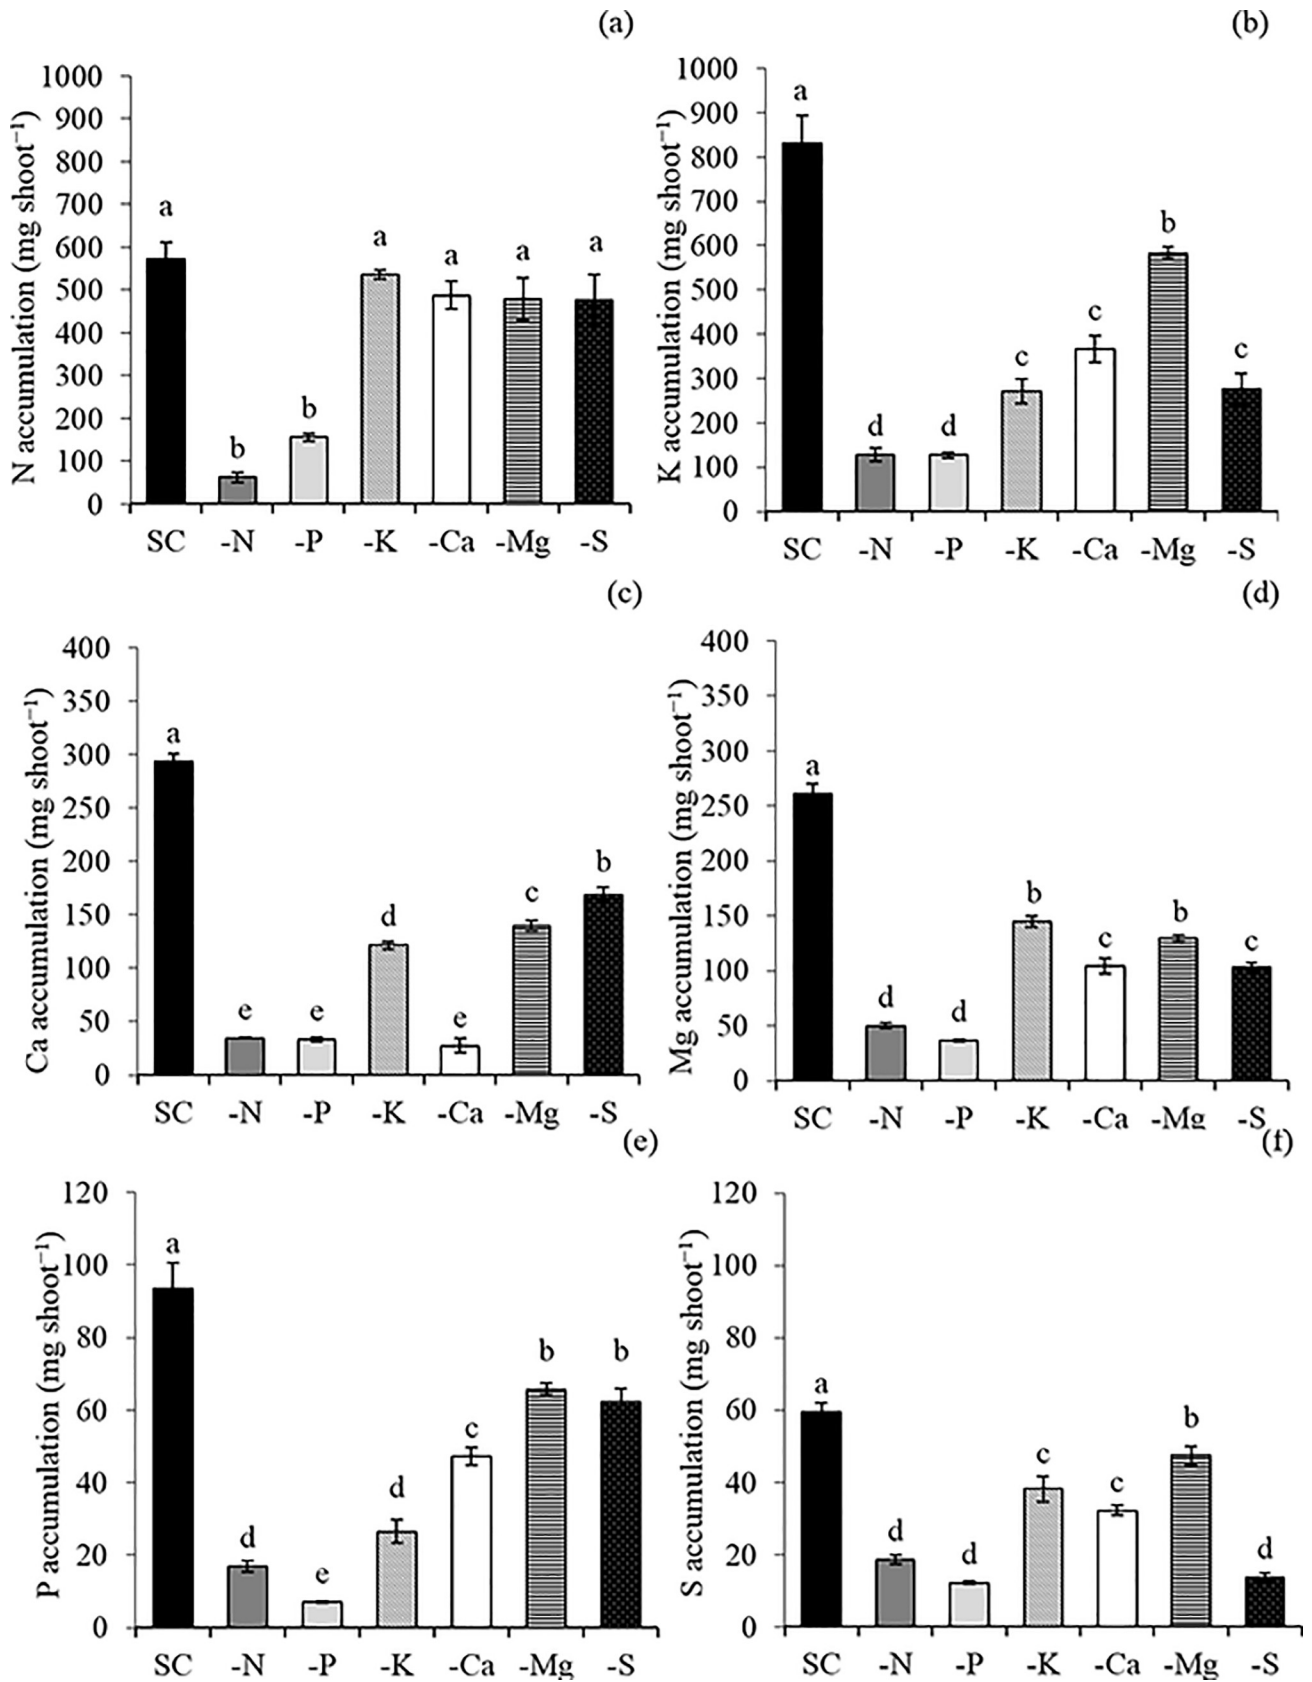 (a)
N accumulation (mg shoot⁻¹)
1000
900
800
700
600
500
400
300
200
100
0
a
b
b
a
a
a
a
SC -N -P -K -Ca -Mg -S
(b)
K accumulation (mg shoot⁻¹)
1000
900
800
700
600
500
400
300
200
100
0
a
d
d
c
c
b
c
SC -N -P -K -Ca -Mg -S
(c)
Ca accumulation (mg shoot⁻¹)
400
350
300
250
200
150
100
50
0
a
e
e
d
e
c
b
SC -N -P -K -Ca -Mg -S
(d)
Mg accumulation (mg shoot⁻¹)
400
350
300
250
200
150
100
50
0
a
d
d
b
c
b
c
SC -N -P -K -Ca -Mg -S
(e)
P accumulation (mg shoot⁻¹)
120
100
80
60
40
20
0
a
d
e
d
c
b
b
SC -N -P -K -Ca -Mg -S
(f)
S accumulation (mg shoot⁻¹)
120
100
80
60
40
20
0
a
d
d
c
c
b
d
SC -N -P -K -Ca -Mg -S